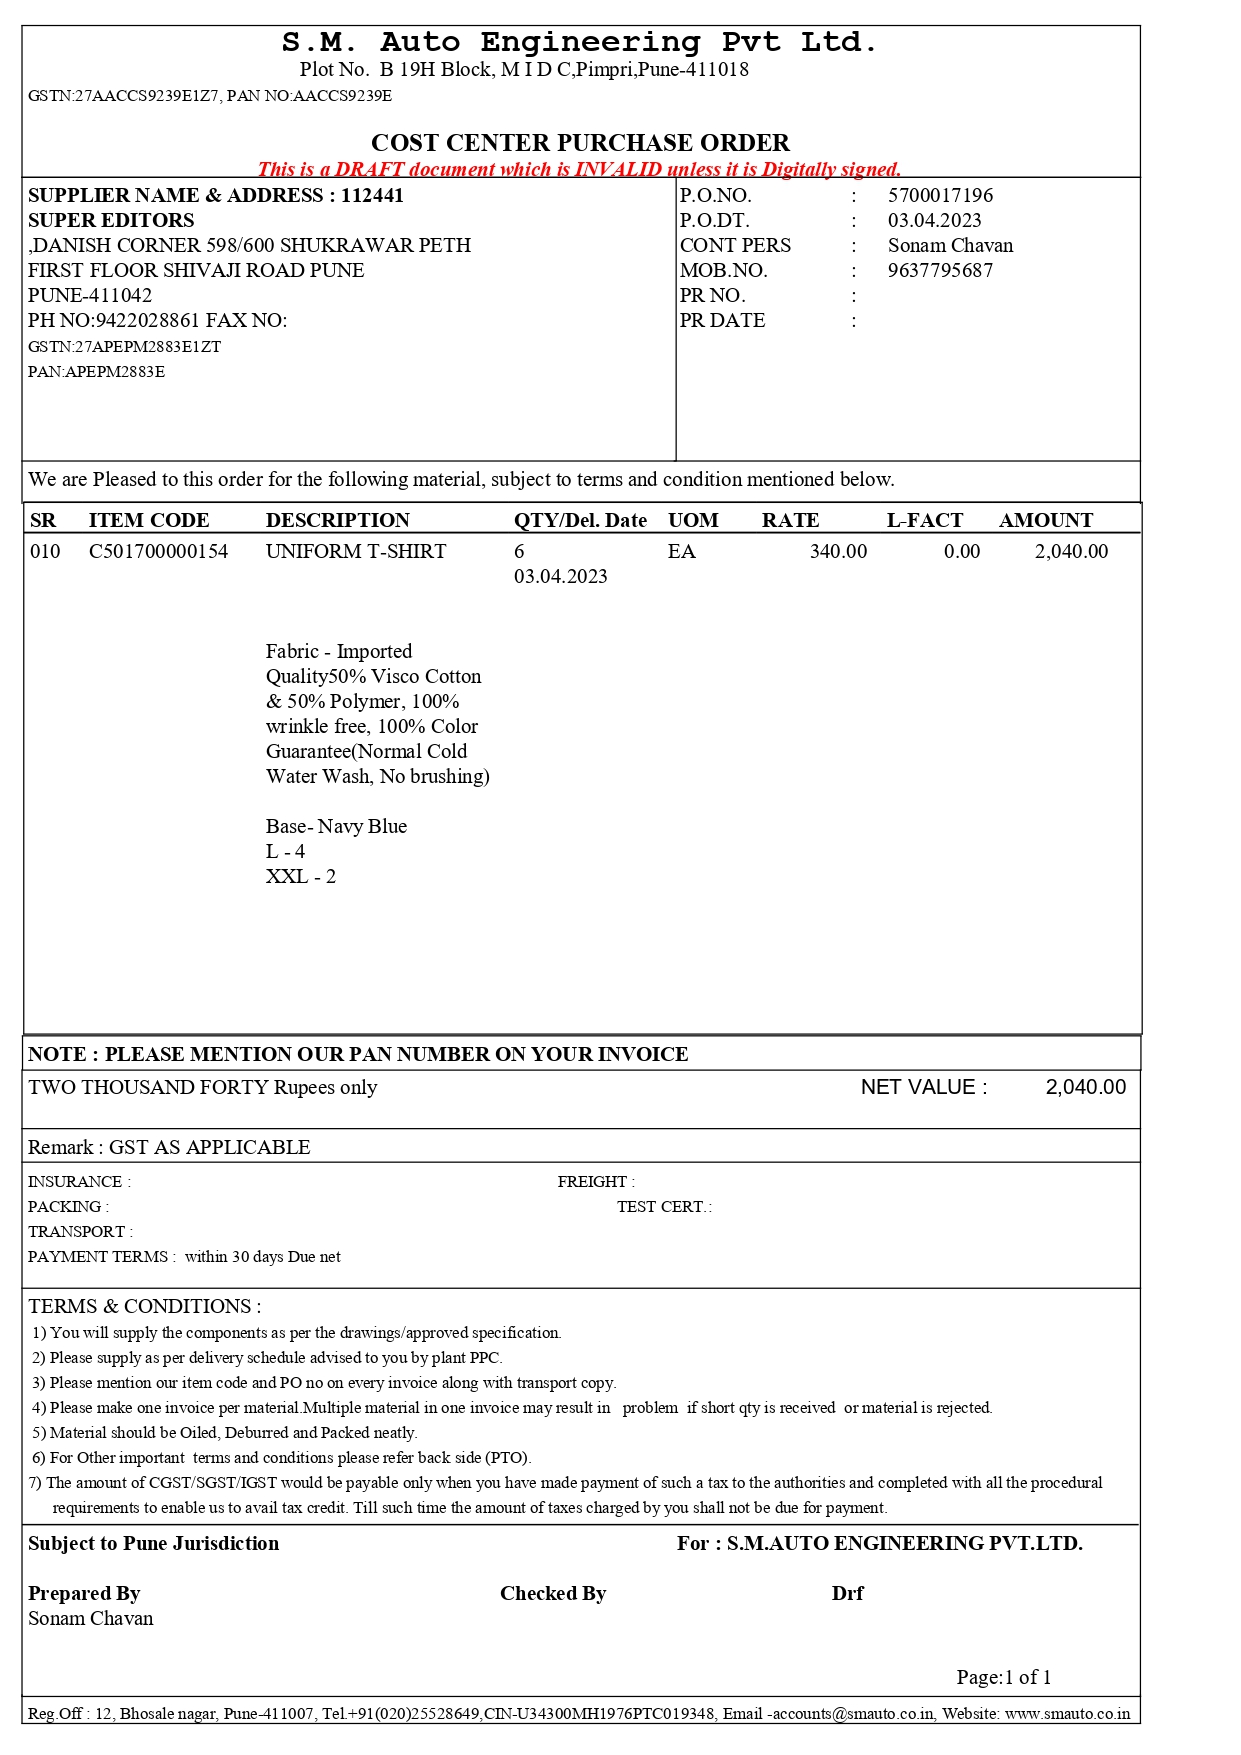 S.M. Auto Engineering Pvt Ltd.
Plot No. B 19H Block, M I D C,Pimpri,Pune-411018
GSTN:27AACCS9239E1Z7, PAN NO:AACCS9239E
COST CENTER PURCHASE ORDER
This is a DRAFT document which is INVALID unless it is Digitally signed.
SUPPLIER NAME & ADDRESS : 112441
SUPER EDITORS
,DANISH CORNER 598/600 SHUKRAWAR PETH
FIRST FLOOR SHIVAJI ROAD PUNE
PUNE-411042
PH NO:9422028861 FAX NO:
GSTN:27APEPM2883E1ZT
PAN:APEPM2883E
P.O.NO. : 5700017196
P.O.DT. : 03.04.2023
CONT PERS : Sonam Chavan
MOB.NO. : 9637795687
PR NO. :
PR DATE :
We are Pleased to this order for the following material, subject to terms and condition mentioned below.
SR ITEM CODE DESCRIPTION QTY/Del. Date UOM RATE L-FACT AMOUNT
010 C501700000154 UNIFORM T-SHIRT 6 EA 340.00 0.00 2,040.00
03.04.2023
Fabric - Imported
Quality50% Visco Cotton
& 50% Polymer, 100%
wrinkle free, 100% Color
Guarantee(Normal Cold
Water Wash, No brushing)
Base- Navy Blue
L - 4
XXL - 2
NOTE : PLEASE MENTION OUR PAN NUMBER ON YOUR INVOICE
TWO THOUSAND FORTY Rupees only NET VALUE : 2,040.00
Remark : GST AS APPLICABLE
INSURANCE : FREIGHT :
PACKING : TEST CERT.:
TRANSPORT :
PAYMENT TERMS : within 30 days Due net
TERMS & CONDITIONS :
1) You will supply the components as per the drawings/approved specification.
2) Please supply as per delivery schedule advised to you by plant PPC.
3) Please mention our item code and PO no on every invoice along with transport copy.
4) Please make one invoice per material.Multiple material in one invoice may result in problem if short qty is received or material is rejected.
5) Material should be Oiled, Deburred and Packed neatly.
6) For Other important terms and conditions please refer back side (PTO).
7) The amount of CGST/SGST/IGST would be payable only when you have made payment of such a tax to the authorities and completed with all the procedural
requirements to enable us to avail tax credit. Till such time the amount of taxes charged by you shall not be due for payment.
Subject to Pune Jurisdiction For : S.M.AUTO ENGINEERING PVT.LTD.
Prepared By Checked By Drf
Sonam Chavan
Page:1 of 1
Reg.Off : 12, Bhosale nagar, Pune-411007, Tel.+91(020)25528649,CIN-U34300MH1976PTC019348, Email -accounts@smauto.co.in, Website: www.smauto.co.in